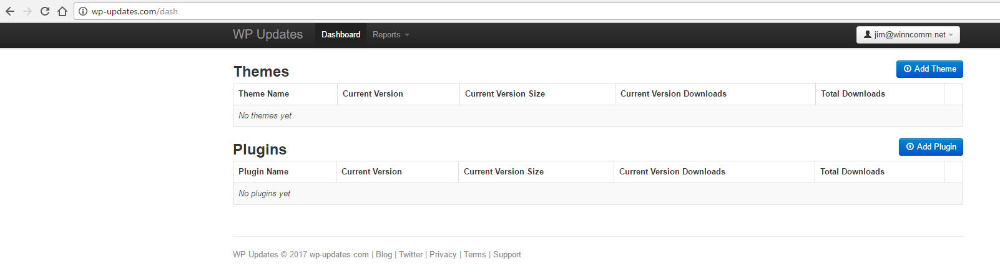 wp-updates.com/dash
WP Updates Dashboard Reports jim@winncomm.net
Themes Add Theme
Theme Name Current Version Current Version Size Current Version Downloads Total Downloads
No themes yet
Plugins Add Plugin
Plugin Name Current Version Current Version Size Current Version Downloads Total Downloads
No plugins yet
WP Updates © 2017 wp-updates.com | Blog | Twitter | Privacy | Terms | Support